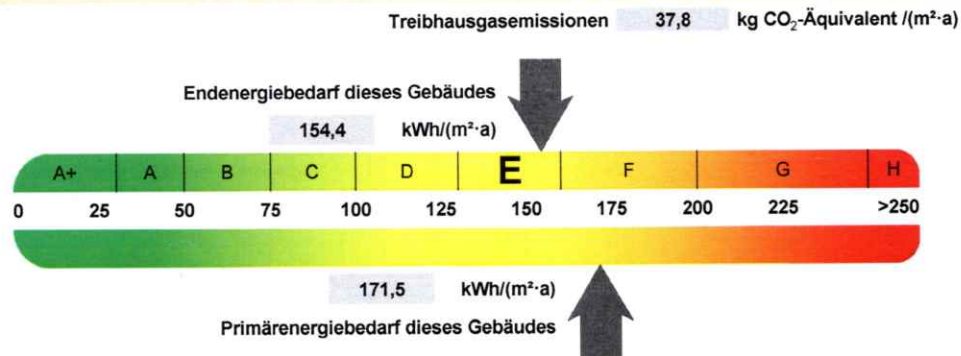 Treibhausgasemissionen 37,8 kg CO₂-Äquivalent /(m²·a)
Endenergiebedarf dieses Gebäudes
154,4 kWh/(m²·a)
A+ A B C D E F G H
0 25 50 75 100 125 150 175 200 225 >250
171,5 kWh/(m²·a)
Primärenergiebedarf dieses Gebäudes